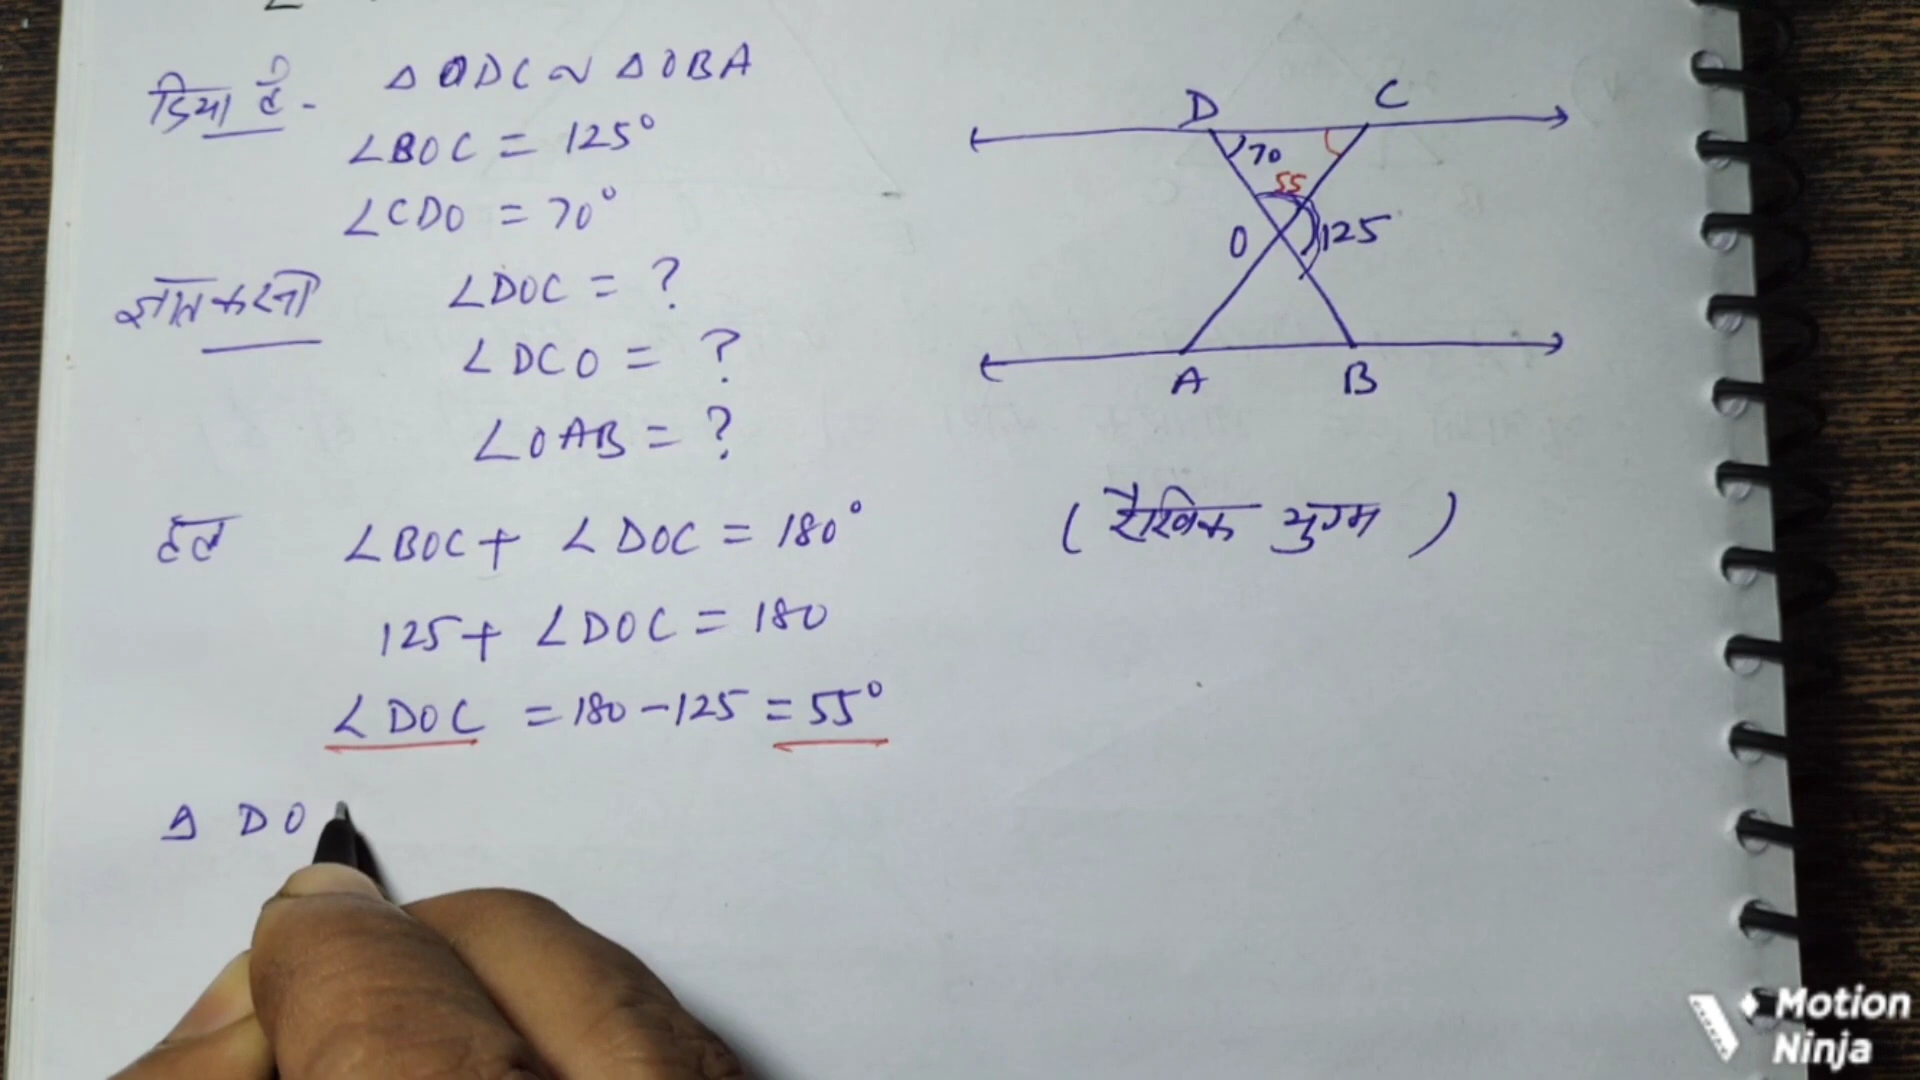 दिया है - △ ODC ~ △ OBA
∠BOC = 125°
∠CDO = 70°
ज्ञात करना ∠DOC = ?
∠DCO = ?
∠OAB = ?
हल ∠BOC + ∠DOC = 180° (रैखिक युग्म)
125 + ∠DOC = 180
∠DOC = 180 - 125 = 55°
△ DO
D C
70
55
O 125
A B
Motion
Ninja